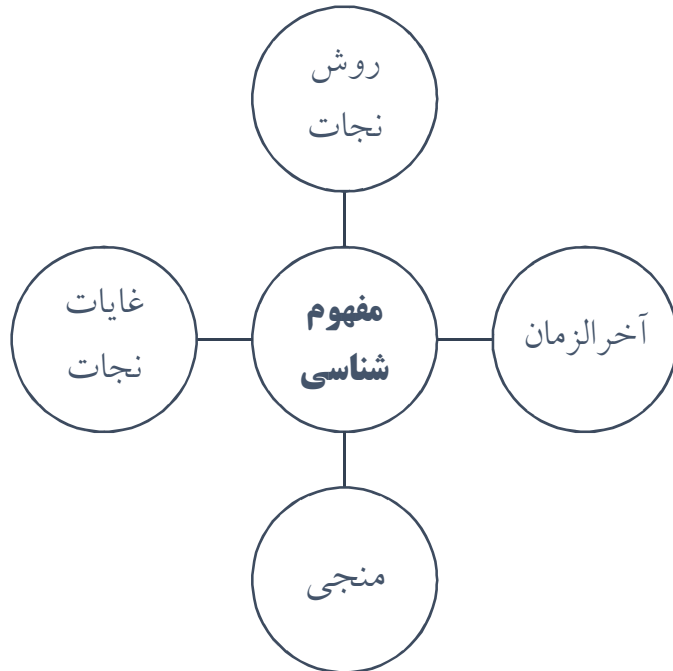 روش
نجات
آخرالزمان
مفهوم
شناسی
غایات
نجات
منجی